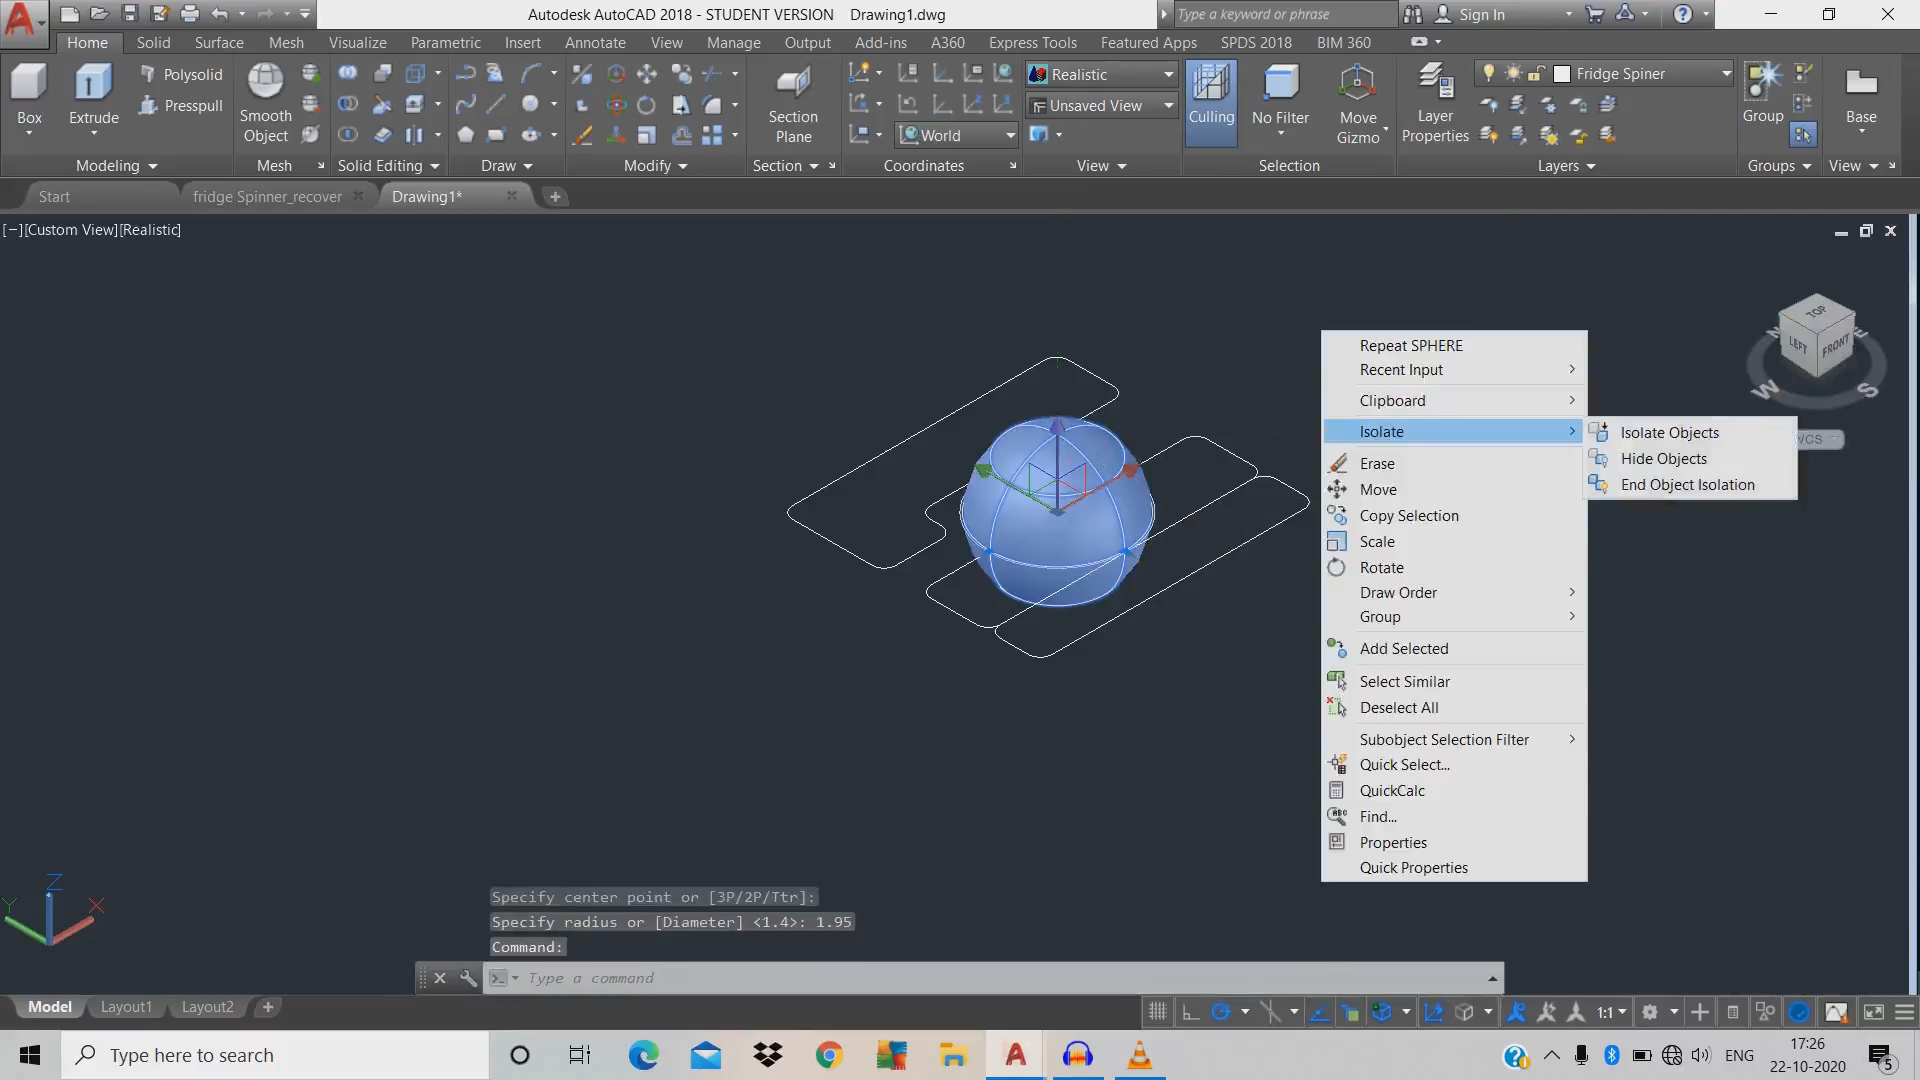 Autodesk AutoCAD 2018 - STUDENT VERSION    Drawing1.dwg
Type a keyword or phrase
Sign In
Home Solid Surface Mesh Visualize Parametric Insert Annotate View Manage Output Add-ins A360 Express Tools Featured Apps SPDS 2018 BIM 360
Box
Extrude
Polysolid
Presspull
Smooth
Object
Section
Plane
World
Realistic
Unsaved View
Culling
No Filter
Move
Gizmo
Layer
Properties
Fridge Spiner
Group
Base
Modeling Mesh Solid Editing Draw Modify Section Coordinates View Selection Layers Groups View
Start fridge Spinner_recover Drawing1*
[−][Custom View][Realistic]
TOP
LEFT
FRONT
W
S
Repeat SPHERE
Recent Input
Clipboard
Isolate
Isolate Objects
Hide Objects
End Object Isolation
Erase
Move
Copy Selection
Scale
Rotate
Draw Order
Group
Add Selected
Select Similar
Deselect All
Subobject Selection Filter
Quick Select...
QuickCalc
Find...
Properties
Quick Properties
Z
Y
X
Specify center point or [3P/2P/Ttr]:
Specify radius or [Diameter] <1.4>: 1.95
Command:
Type a command
Model Layout1 Layout2
1:1
Type here to search
ENG
17:26
22-10-2020
5